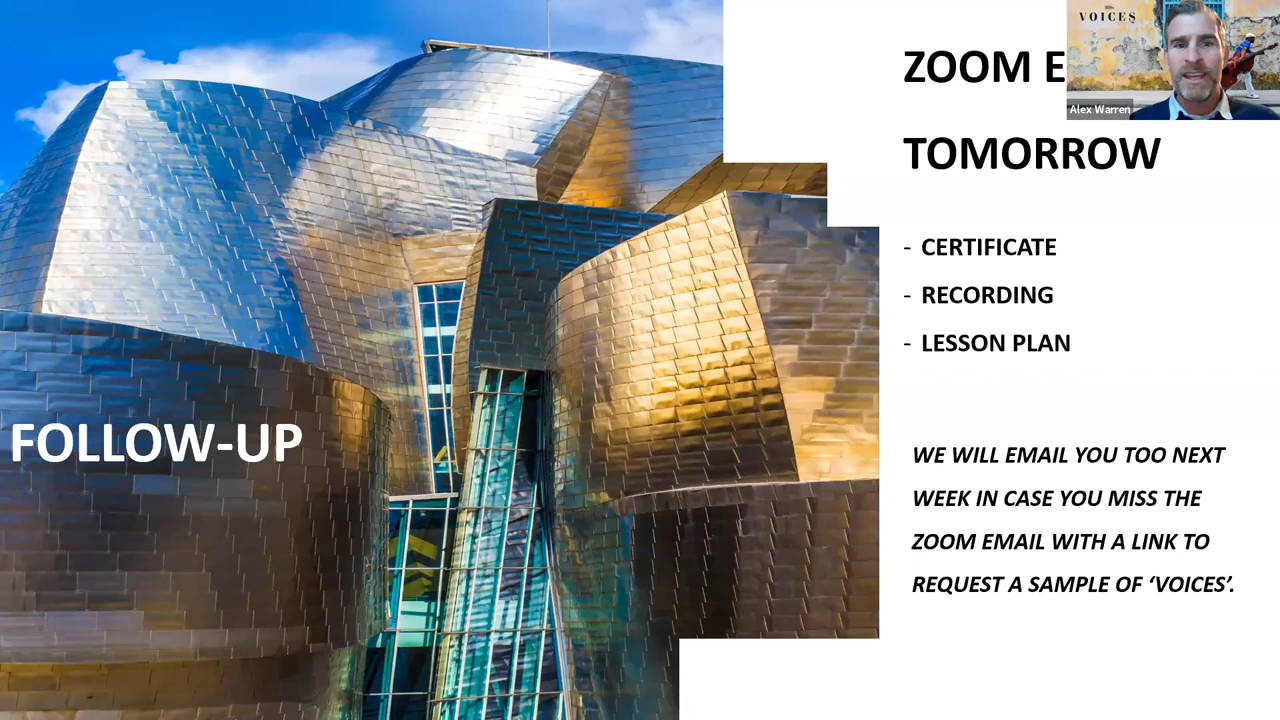 ZOOM E
VOICES
Alex Warren
TOMORROW
- CERTIFICATE
- RECORDING
- LESSON PLAN
FOLLOW-UP
WE WILL EMAIL YOU TOO NEXT
WEEK IN CASE YOU MISS THE
ZOOM EMAIL WITH A LINK TO
REQUEST A SAMPLE OF ‘VOICES’.